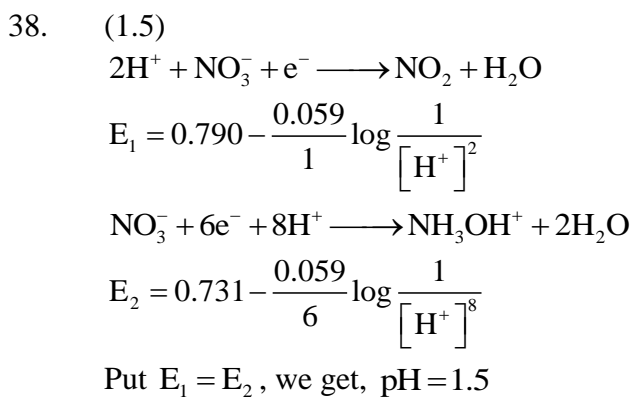 38. (1.5)
2H⁺ + NO₃⁻ + e⁻ ⟶ NO₂ + H₂O
E₁ = 0.790 − 0.059/1 log 1/[H⁺]²
NO₃⁻ + 6e⁻ + 8H⁺ ⟶ NH₃OH⁺ + 2H₂O
E₂ = 0.731 − 0.059/6 log 1/[H⁺]⁸
Put E₁ = E₂, we get, pH = 1.5